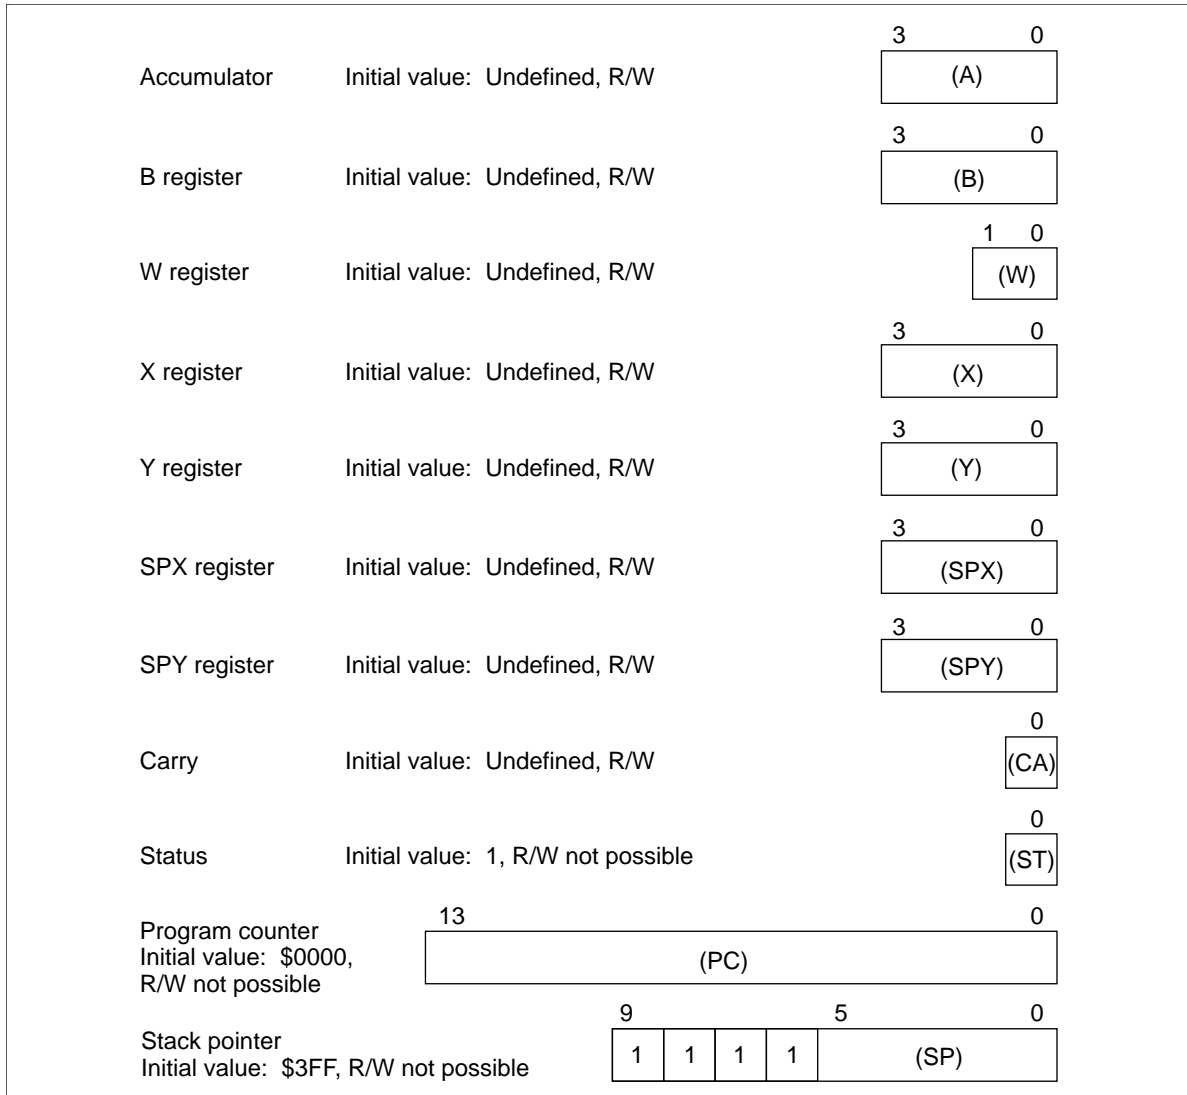 3 0
Accumulator Initial value: Undefined, R/W (A)
3 0
B register Initial value: Undefined, R/W (B)
1 0
W register Initial value: Undefined, R/W (W)
3 0
X register Initial value: Undefined, R/W (X)
3 0
Y register Initial value: Undefined, R/W (Y)
3 0
SPX register Initial value: Undefined, R/W (SPX)
3 0
SPY register Initial value: Undefined, R/W (SPY)
0
Carry Initial value: Undefined, R/W (CA)
0
Status Initial value: 1, R/W not possible (ST)
13 0
Program counter
Initial value: $0000, (PC)
R/W not possible
9 5 0
Stack pointer
1 1 1 1 (SP)
Initial value: $3FF, R/W not possible